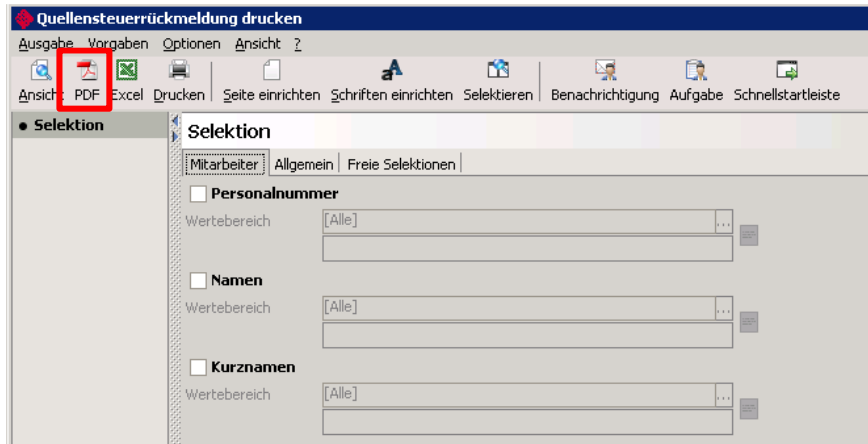 Quellensteuerrückmeldung drucken
Ausgabe Vorgaben Optionen Ansicht ?
Ansicht PDF Excel Drucken Seite einrichten Schriften einrichten Selektieren Benachrichtigung Aufgabe Schnellstartleiste
• Selektion
Selektion
Mitarbeiter Allgemein Freie Selektionen
Personalnummer
Wertebereich [Alle] ...
Namen
Wertebereich [Alle] ...
Kurznamen
Wertebereich [Alle] ...